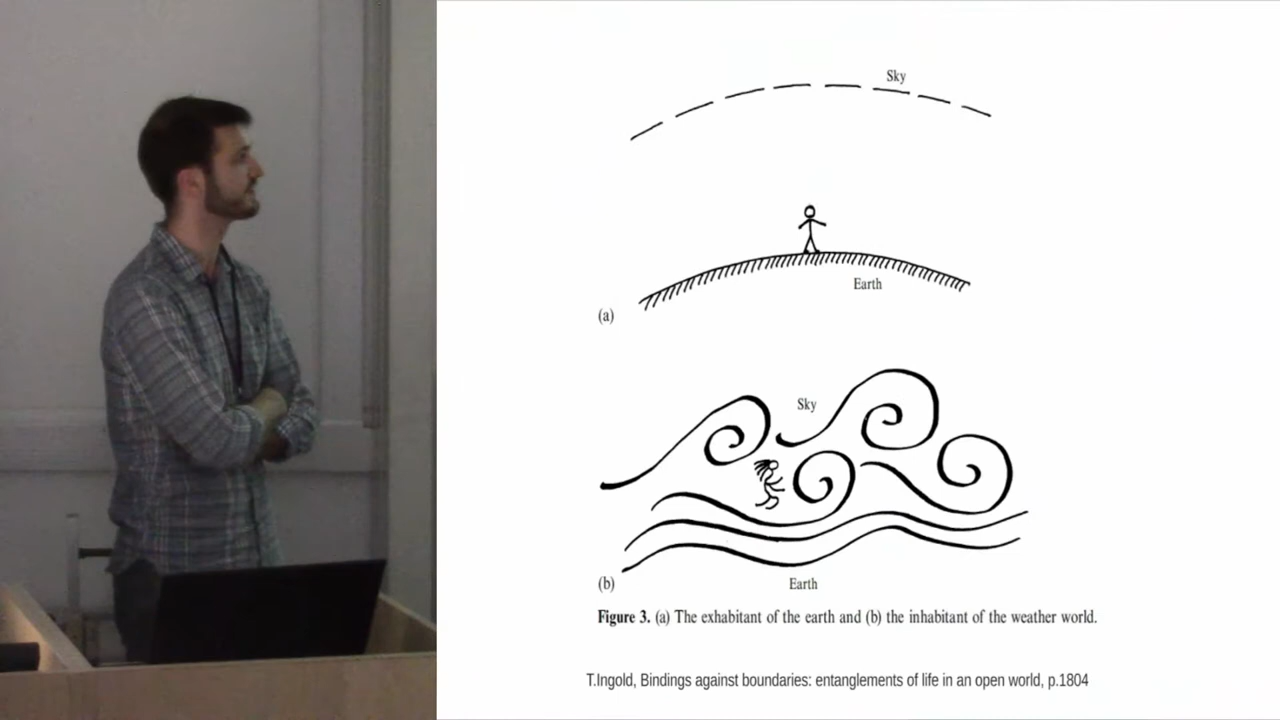 Sky
Earth
(a)
Sky
(b)
Earth
Figure 3. (a) The exhabitant of the earth and (b) the inhabitant of the weather world.
T.Ingold, Bindings against boundaries: entanglements of life in an open world, p.1804